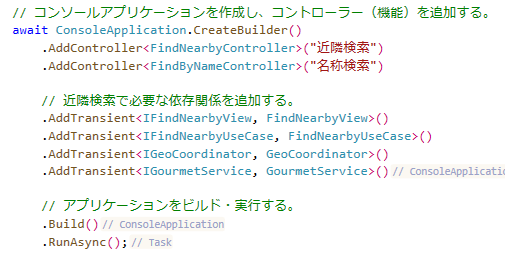 // コンソールアプリケーションを作成し、コントローラー（機能）を追加する。
await ConsoleApplication.CreateBuilder()
.AddController<FindNearbyController>("近隣検索")
.AddController<FindByNameController>("名称検索")
// 近隣検索で必要な依存関係を追加する。
.AddTransient<IFindNearbyView, FindNearbyView>()
.AddTransient<IFindNearbyUseCase, FindNearbyUseCase>()
.AddTransient<IGeoCoordinator, GeoCoordinator>()
.AddTransient<IGourmetService, GourmetService>() // ConsoleApplicatio
// アプリケーションをビルド・実行する。
.Build() // ConsoleApplication
.RunAsync(); // Task